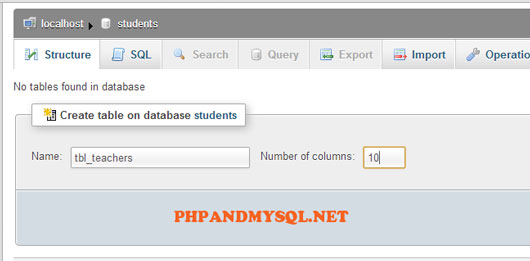 localhost students
Structure SQL Search Query Export Import Operatio
No tables found in database
Create table on database students
Name: tbl_teachers Number of columns: 10
PHPANDMYSQL.NET